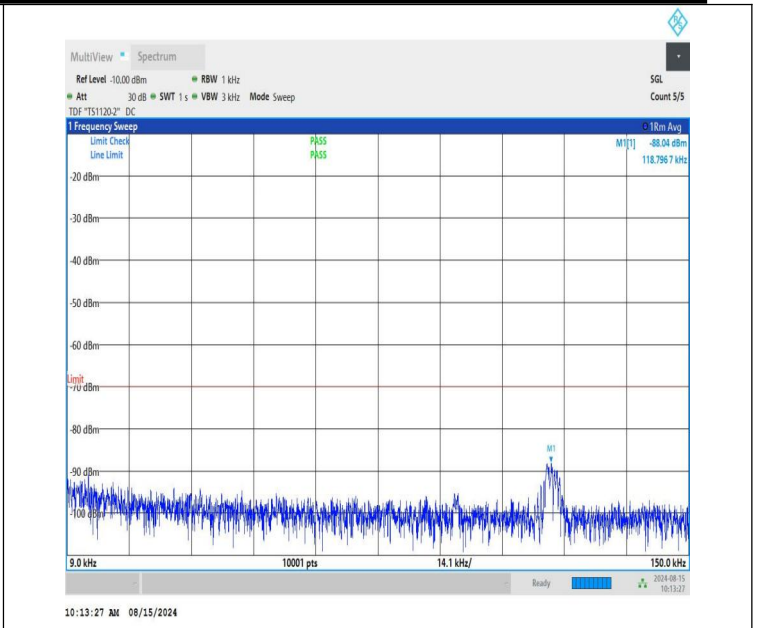 R S
MultiView Spectrum
Ref Level -10.00 dBm RBW 1 kHz SGL
Att 30 dB SWT 1 s VBW 3 kHz Mode Sweep Count 5/5
TDF "TS1120-2" DC
1 Frequency Sweep 1Rm Avg
Limit Check PASS M1[1] -88.04 dBm
Line Limit PASS 118.7967 kHz
-20 dBm
-30 dBm
-40 dBm
-50 dBm
-60 dBm
Limit
-70 dBm
-80 dBm
M1
-90 dBm
-100 dBm
9.0 kHz 10001 pts 14.1 kHz/ 150.0 kHz
Ready 2024-08-15
10:13:27
10:13:27 AM 08/15/2024